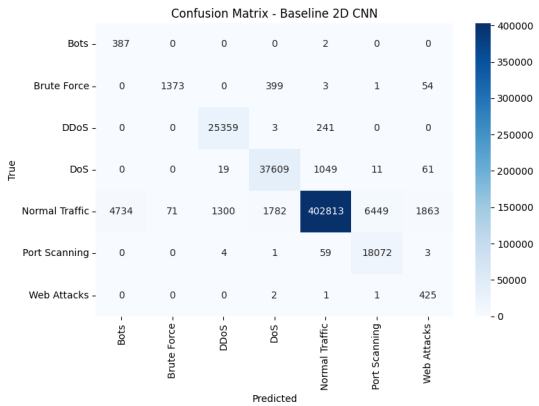 Confusion Matrix - Baseline 2D CNN
True
Bots 387 0 0 0 2 0 0
Brute Force 0 1373 0 399 3 1 54
DDoS 0 0 25359 3 241 0 0
DoS 0 0 19 37609 1049 11 61
Normal Traffic 4734 71 1300 1782 402813 6449 1863
Port Scanning 0 0 4 1 59 18072 3
Web Attacks 0 0 0 2 1 1 425
Bots Brute Force DDoS DoS Normal Traffic Port Scanning Web Attacks
Predicted
400000
350000
300000
250000
200000
150000
100000
50000
0